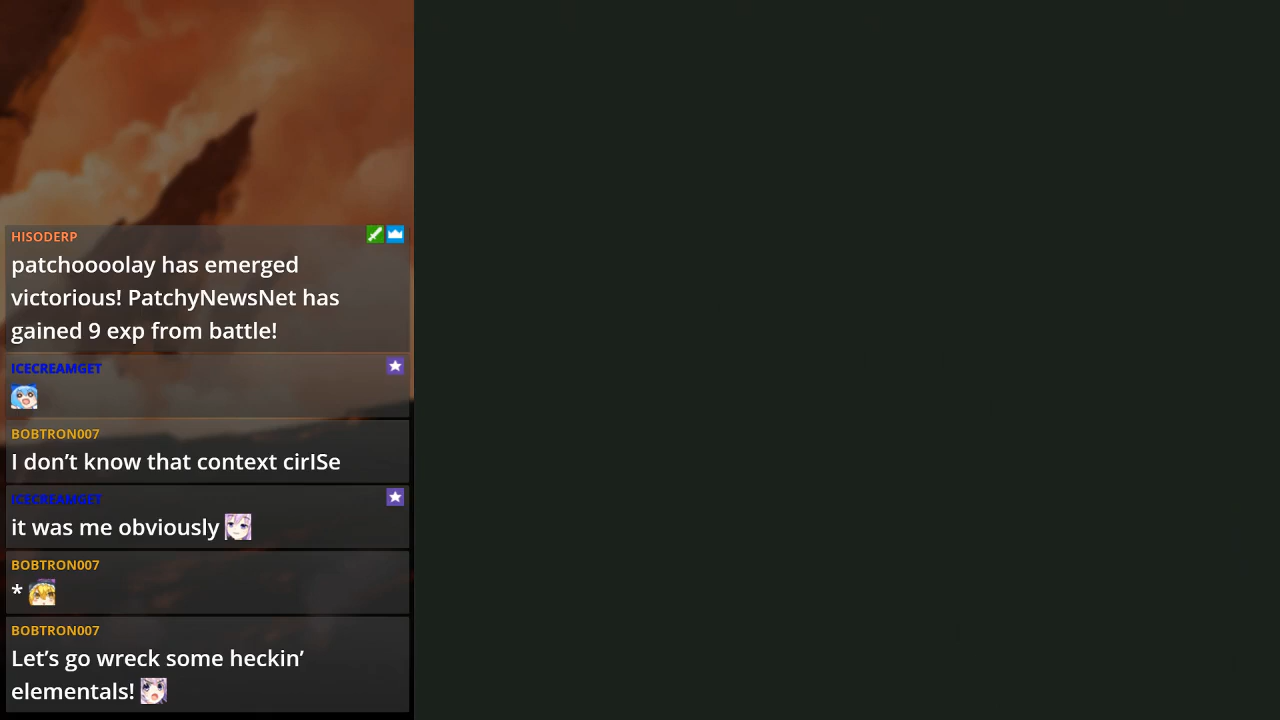 HISODERP
patchoooolay has emerged
victorious! PatchyNewsNet has
gained 9 exp from battle!
ICECREAMGET
BOBTRON007
I don't know that context cirISe
ICECREAMGET
it was me obviously
BOBTRON007
*
BOBTRON007
Let's go wreck some heckin'
elementals!